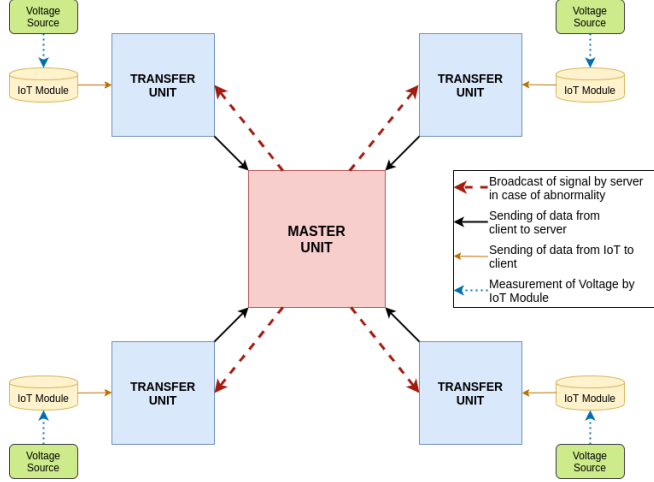 Voltage
Source
IoT Module
TRANSFER
UNIT
TRANSFER
UNIT
Voltage
Source
IoT Module
MASTER
UNIT
Broadcast of signal by server
in case of abnormality
Sending of data from
client to server
Sending of data from IoT to
client
Measurement of Voltage by
IoT Module
IoT Module
Voltage
Source
TRANSFER
UNIT
TRANSFER
UNIT
IoT Module
Voltage
Source